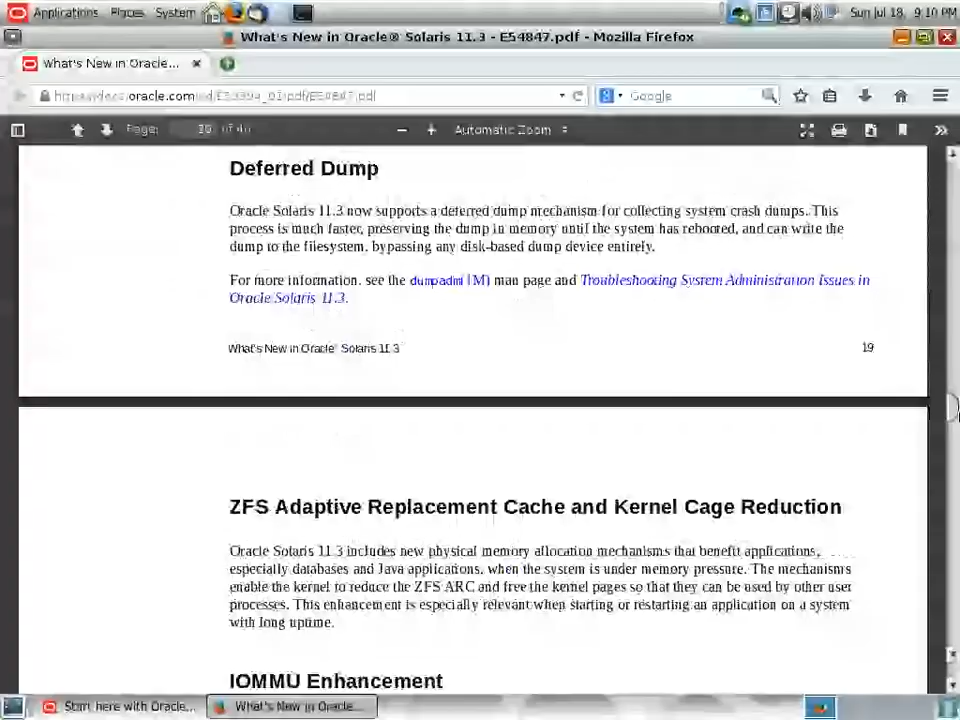 Applications Places System
Sun Jul 18, 9:10 PM
What's New in Oracle® Solaris 11.3 - E54847.pdf - Mozilla Firefox
What's New in Oracle...
oracle.com
Google
Page:
Automatic Zoom
Deferred Dump
Oracle Solaris 11.3 now supports a deferred dump mechanism for collecting system crash dumps. This
process is much faster, preserving the dump in memory until the system has rebooted, and can write the
dump to the filesystem, bypassing any disk-based dump device entirely.
For more information, see the dumpadm(1M) man page and Troubleshooting System Administration Issues in
Oracle Solaris 11.3.
What's New in Oracle® Solaris 11.3
19
ZFS Adaptive Replacement Cache and Kernel Cage Reduction
Oracle Solaris 11.3 includes new physical memory allocation mechanisms that benefit applications,
especially databases and Java applications, when the system is under memory pressure. The mechanisms
enable the kernel to reduce the ZFS ARC and free the kernel pages so that they can be used by other user
processes. This enhancement is especially relevant when starting or restarting an application on a system
with long uptime.
IOMMU Enhancement
Start here with Oracle...
What's New in Oracle...